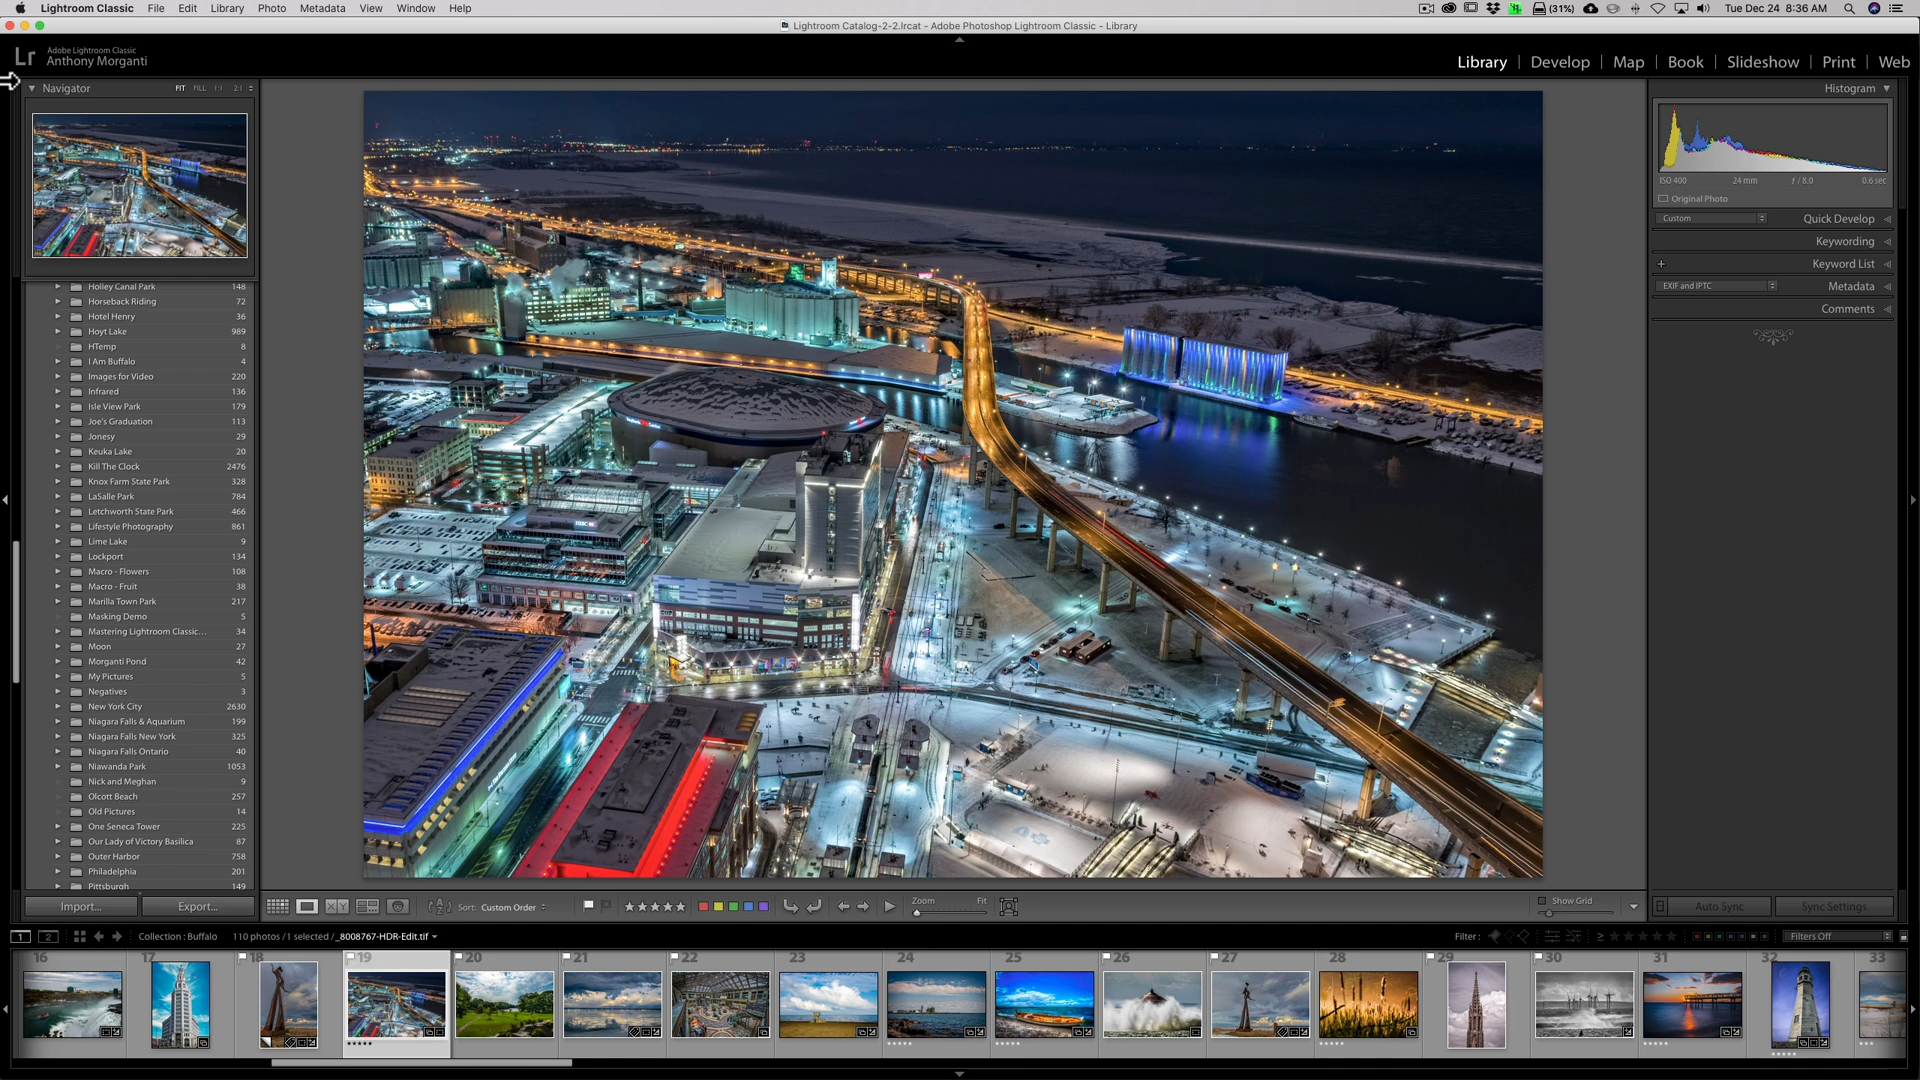 Lightroom Classic File Edit Library Photo Metadata View Window Help
(31%) Tue Dec 24 8:36 AM
Lightroom Catalog-2-2.lrcat - Adobe Photoshop Lightroom Classic - Library
Lr Adobe Lightroom Classic
Anthony Morganti
Library | Develop | Map | Book | Slideshow | Print | Web
Navigator FIT FILL 1:1 2:1
Histogram
ISO 400 24 mm f / 8.0 0.6 sec
Original Photo
Custom Quick Develop
Keywording
Keyword List
EXIF and IPTC Metadata
Comments
Holley Canal Park 148
Horseback Riding 72
Hotel Henry 36
Hoyt Lake 989
HTemp 8
I Am Buffalo 4
Images for Video 220
Infrared 136
Isle View Park 179
Joe's Graduation 113
Jonesy 29
Keuka Lake 20
Kill The Clock 2476
Knox Farm State Park 328
LaSalle Park 784
Letchworth State Park 466
Lifestyle Photography 861
Lime Lake 9
Lockport 134
Macro - Flowers 108
Macro - Fruit 38
Marilla Town Park 217
Masking Demo 5
Mastering Lightroom Classic... 34
Moon 27
Morganti Pond 42
My Pictures 5
Negatives 3
New York City 2630
Niagara Falls & Aquarium 199
Niagara Falls New York 325
Niagara Falls Ontario 40
Niawanda Park 1053
Nick and Meghan 9
Olcott Beach 257
Old Pictures 14
One Seneca Tower 225
Our Lady of Victory Basilica 87
Outer Harbor 758
Philadelphia 201
Pittsburgh 149
Import... Export...
Sort: Custom Order
Zoom Fit
Show Grid
Auto Sync Sync Settings
1 2 Collection : Buffalo 110 photos / 1 selected / _8008767-HDR-Edit.tif
Filter : Filters Off
16 17 18 19 20 21 22 23 24 25 26 27 28 29 30 31 32 33